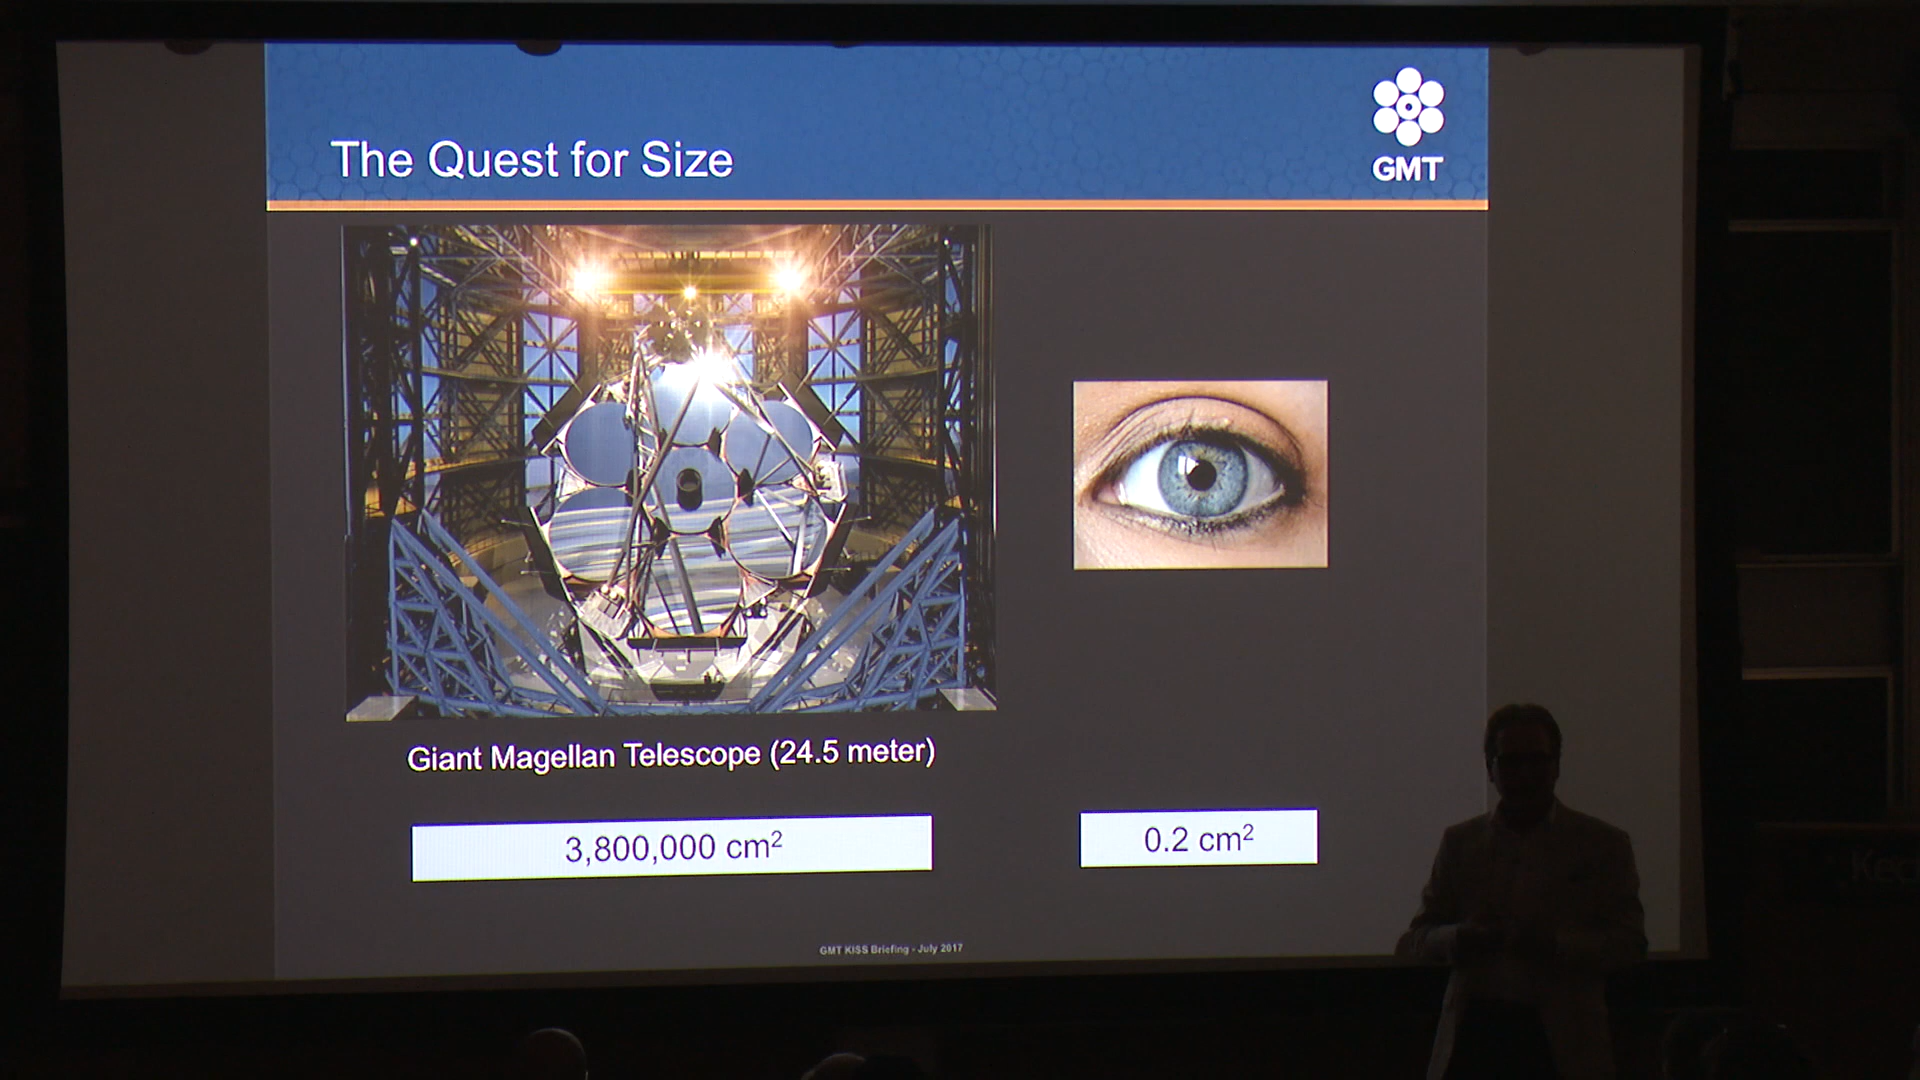 The Quest for Size
GMT
Giant Magellan Telescope (24.5 meter)
3,800,000 cm²
0.2 cm²
GMT KISS Briefing - July 2017